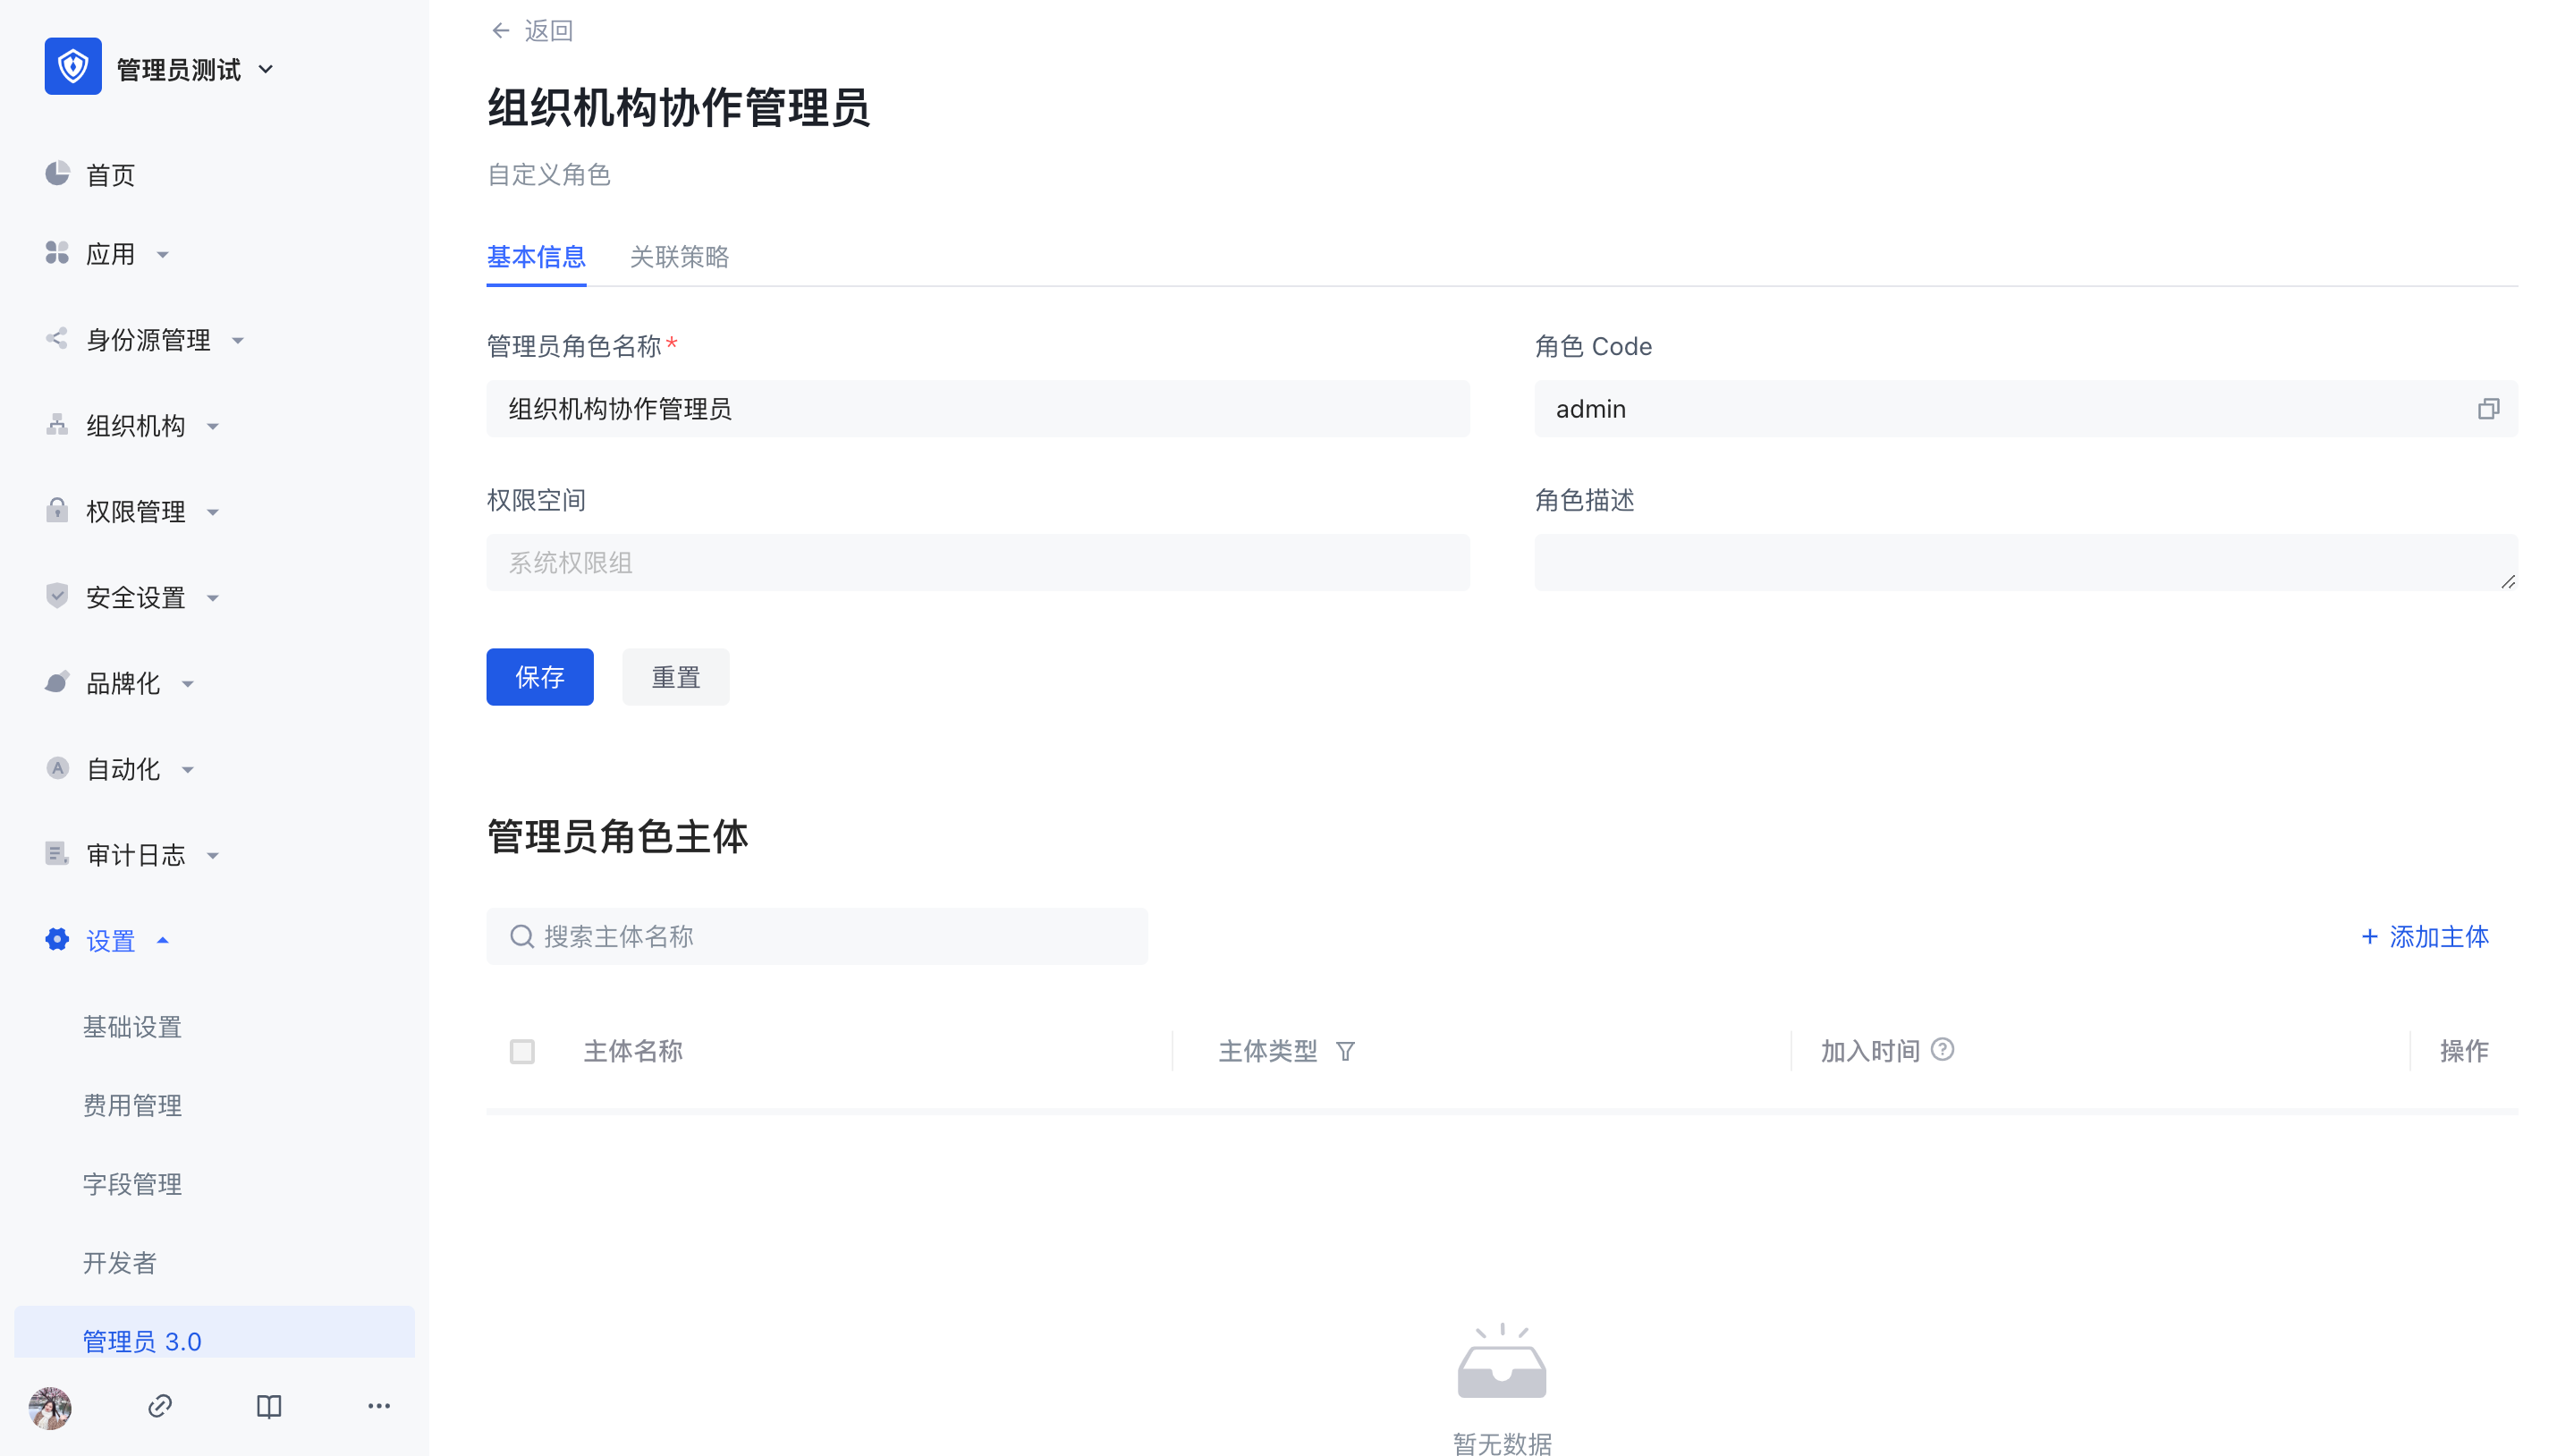 管理员测试
首页
应用
身份源管理
组织机构
权限管理
安全设置
品牌化
自动化
审计日志
设置
基础设置
费用管理
字段管理
开发者
管理员 3.0
返回
组织机构协作管理员
自定义角色
基本信息 关联策略
管理员角色名称* 角色 Code
组织机构协作管理员 admin
权限空间 角色描述
系统权限组
保存 重置
管理员角色主体
搜索主体名称 + 添加主体
主体名称 主体类型 加入时间 操作
暂无数据